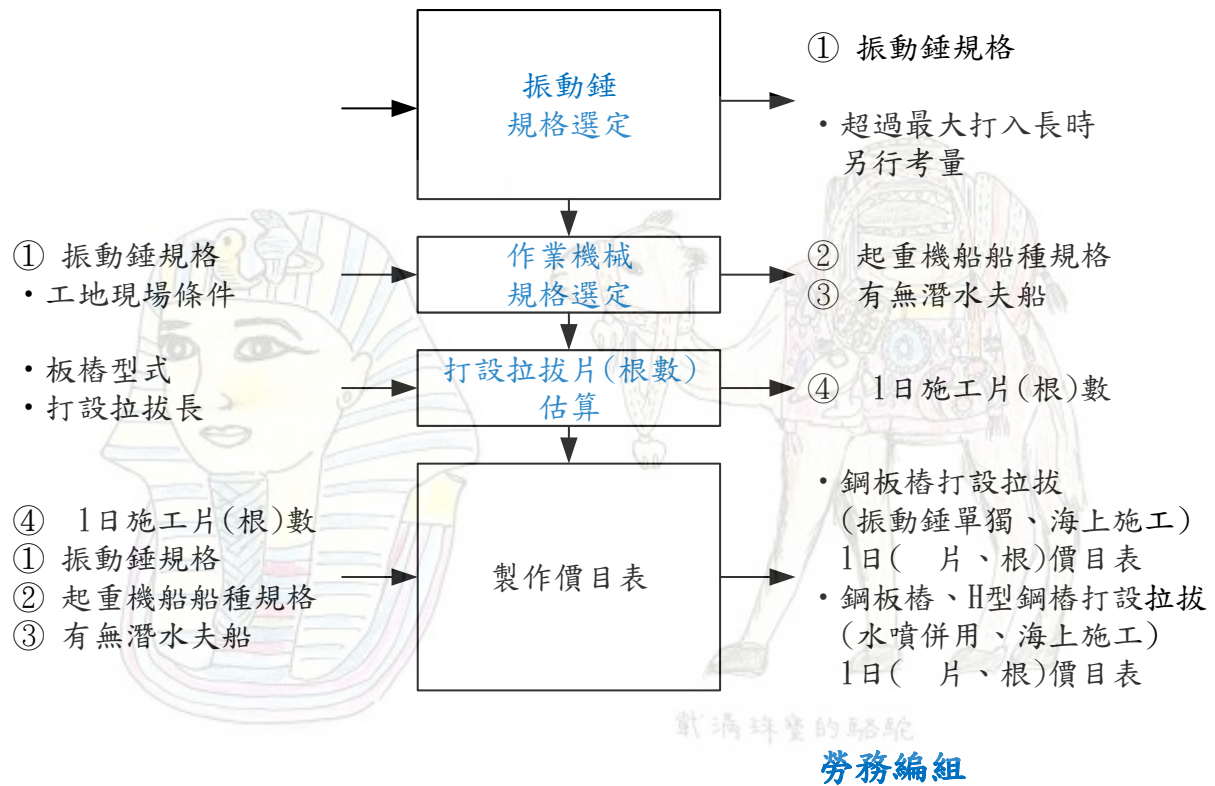 振動錘
規格選定
① 振動錘規格
・超過最大打入長時
另行考量
① 振動錘規格
・工地現場條件
作業機械
規格選定
② 起重機船船種規格
③ 有無潛水夫船
・板樁型式
・打設拉拔長
打設拉拔片(根數)
估算
④ 1日施工片(根)數
④ 1日施工片(根)數
① 振動錘規格
② 起重機船船種規格
③ 有無潛水夫船
製作價目表
・鋼板樁打設拉拔
(振動錘單獨、海上施工)
1日( 片、根)價目表
・鋼板樁、H型鋼樁打設拉拔
(水噴併用、海上施工)
1日( 片、根)價目表
戴滿珠寶的駱駝
勞務編組